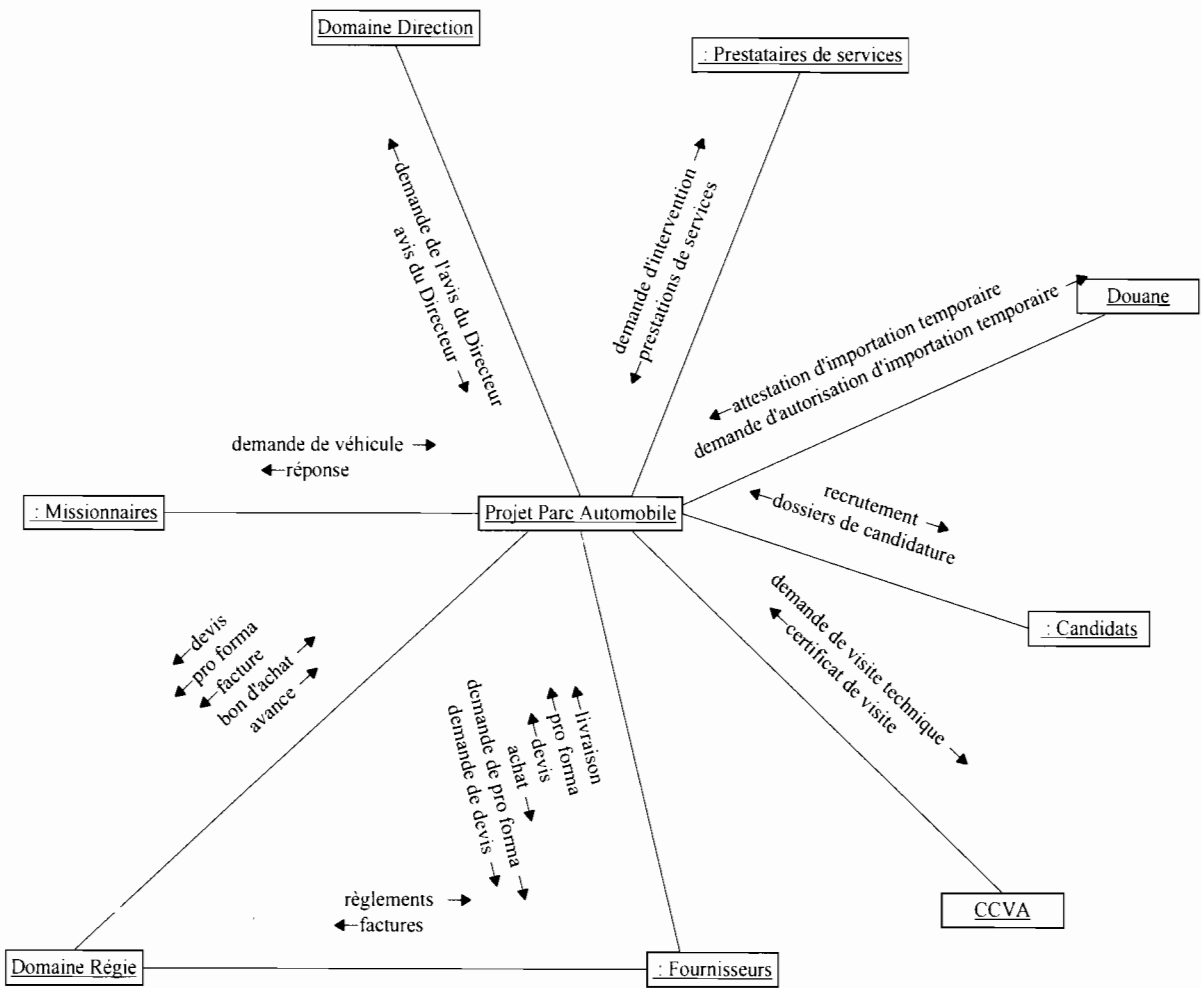 Domaine Direction
: Prestataires de services
demande de l'avis du Directeur
avis du Directeur
demande d'intervention
prestations de services
Douane
attestation d'importation temporaire
demande d'autorisation d'importation temporaire
demande de véhicule
réponse
: Missionnaires
Projet Parc Automobile
recrutement
dossiers de candidature
: Candidats
demande de visite technique
certificat de visite
devis
pro forma
facture
bon d'achat
avance
livraison
pro forma
devis
achat
demande de pro forma
demande de devis
règlements
factures
CCVA
Domaine Régie
: Fournisseurs